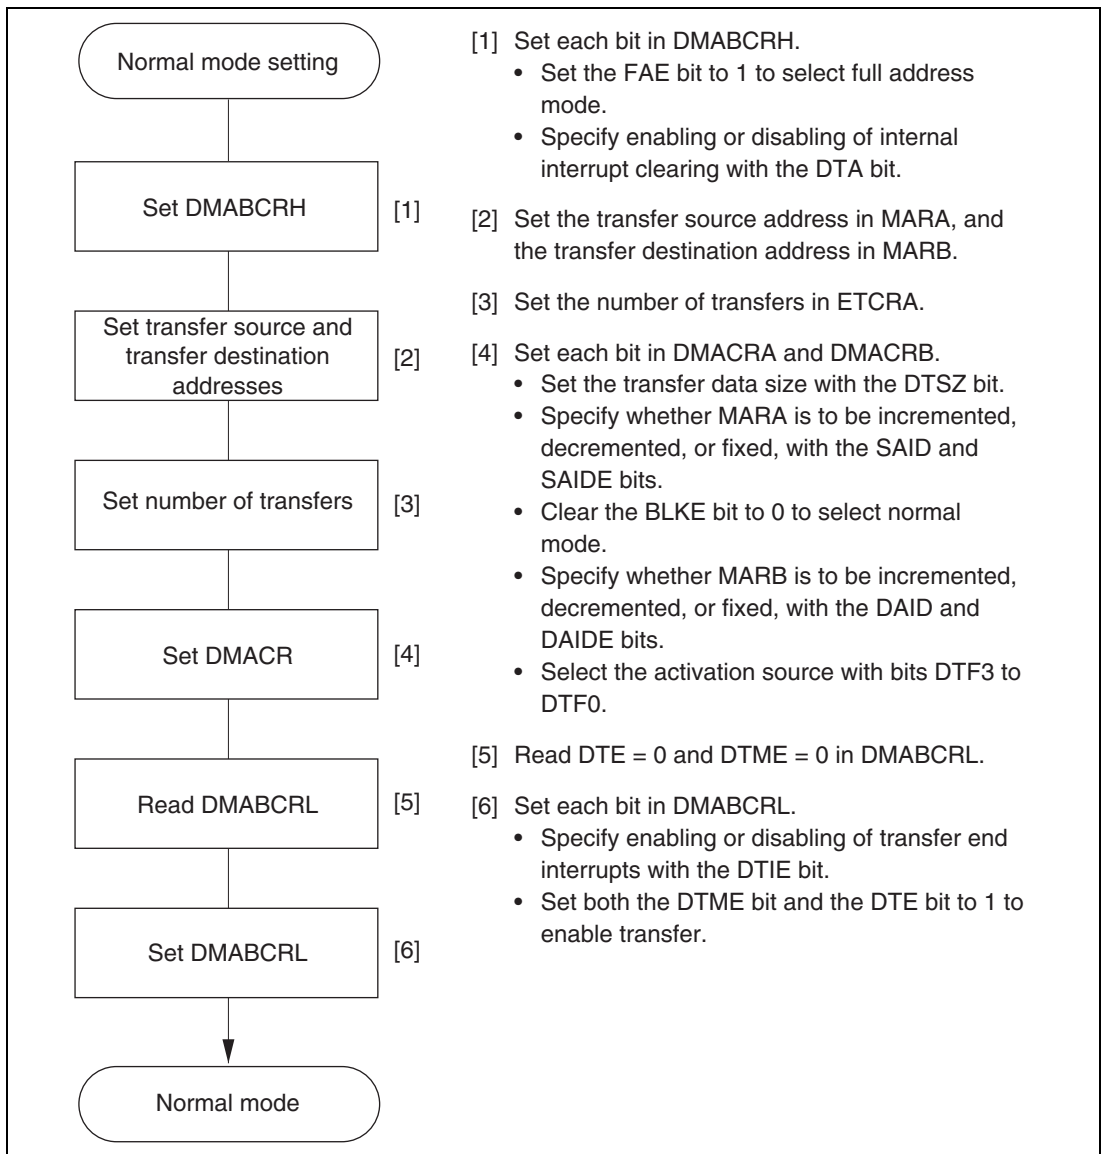 Normal mode setting
Set DMABCRH
[1]
Set transfer source and
transfer destination
addresses
[2]
Set number of transfers
[3]
Set DMACR
[4]
Read DMABCRL
[5]
Set DMABCRL
[6]
Normal mode
[1] Set each bit in DMABCRH.
• Set the FAE bit to 1 to select full address
mode.
• Specify enabling or disabling of internal
interrupt clearing with the DTA bit.
[2] Set the transfer source address in MARA, and
the transfer destination address in MARB.
[3] Set the number of transfers in ETCRA.
[4] Set each bit in DMACRA and DMACRB.
• Set the transfer data size with the DTSZ bit.
• Specify whether MARA is to be incremented,
decremented, or fixed, with the SAID and
SAIDE bits.
• Clear the BLKE bit to 0 to select normal
mode.
• Specify whether MARB is to be incremented,
decremented, or fixed, with the DAID and
DAIDE bits.
• Select the activation source with bits DTF3 to
DTF0.
[5] Read DTE = 0 and DTME = 0 in DMABCRL.
[6] Set each bit in DMABCRL.
• Specify enabling or disabling of transfer end
interrupts with the DTIE bit.
• Set both the DTME bit and the DTE bit to 1 to
enable transfer.